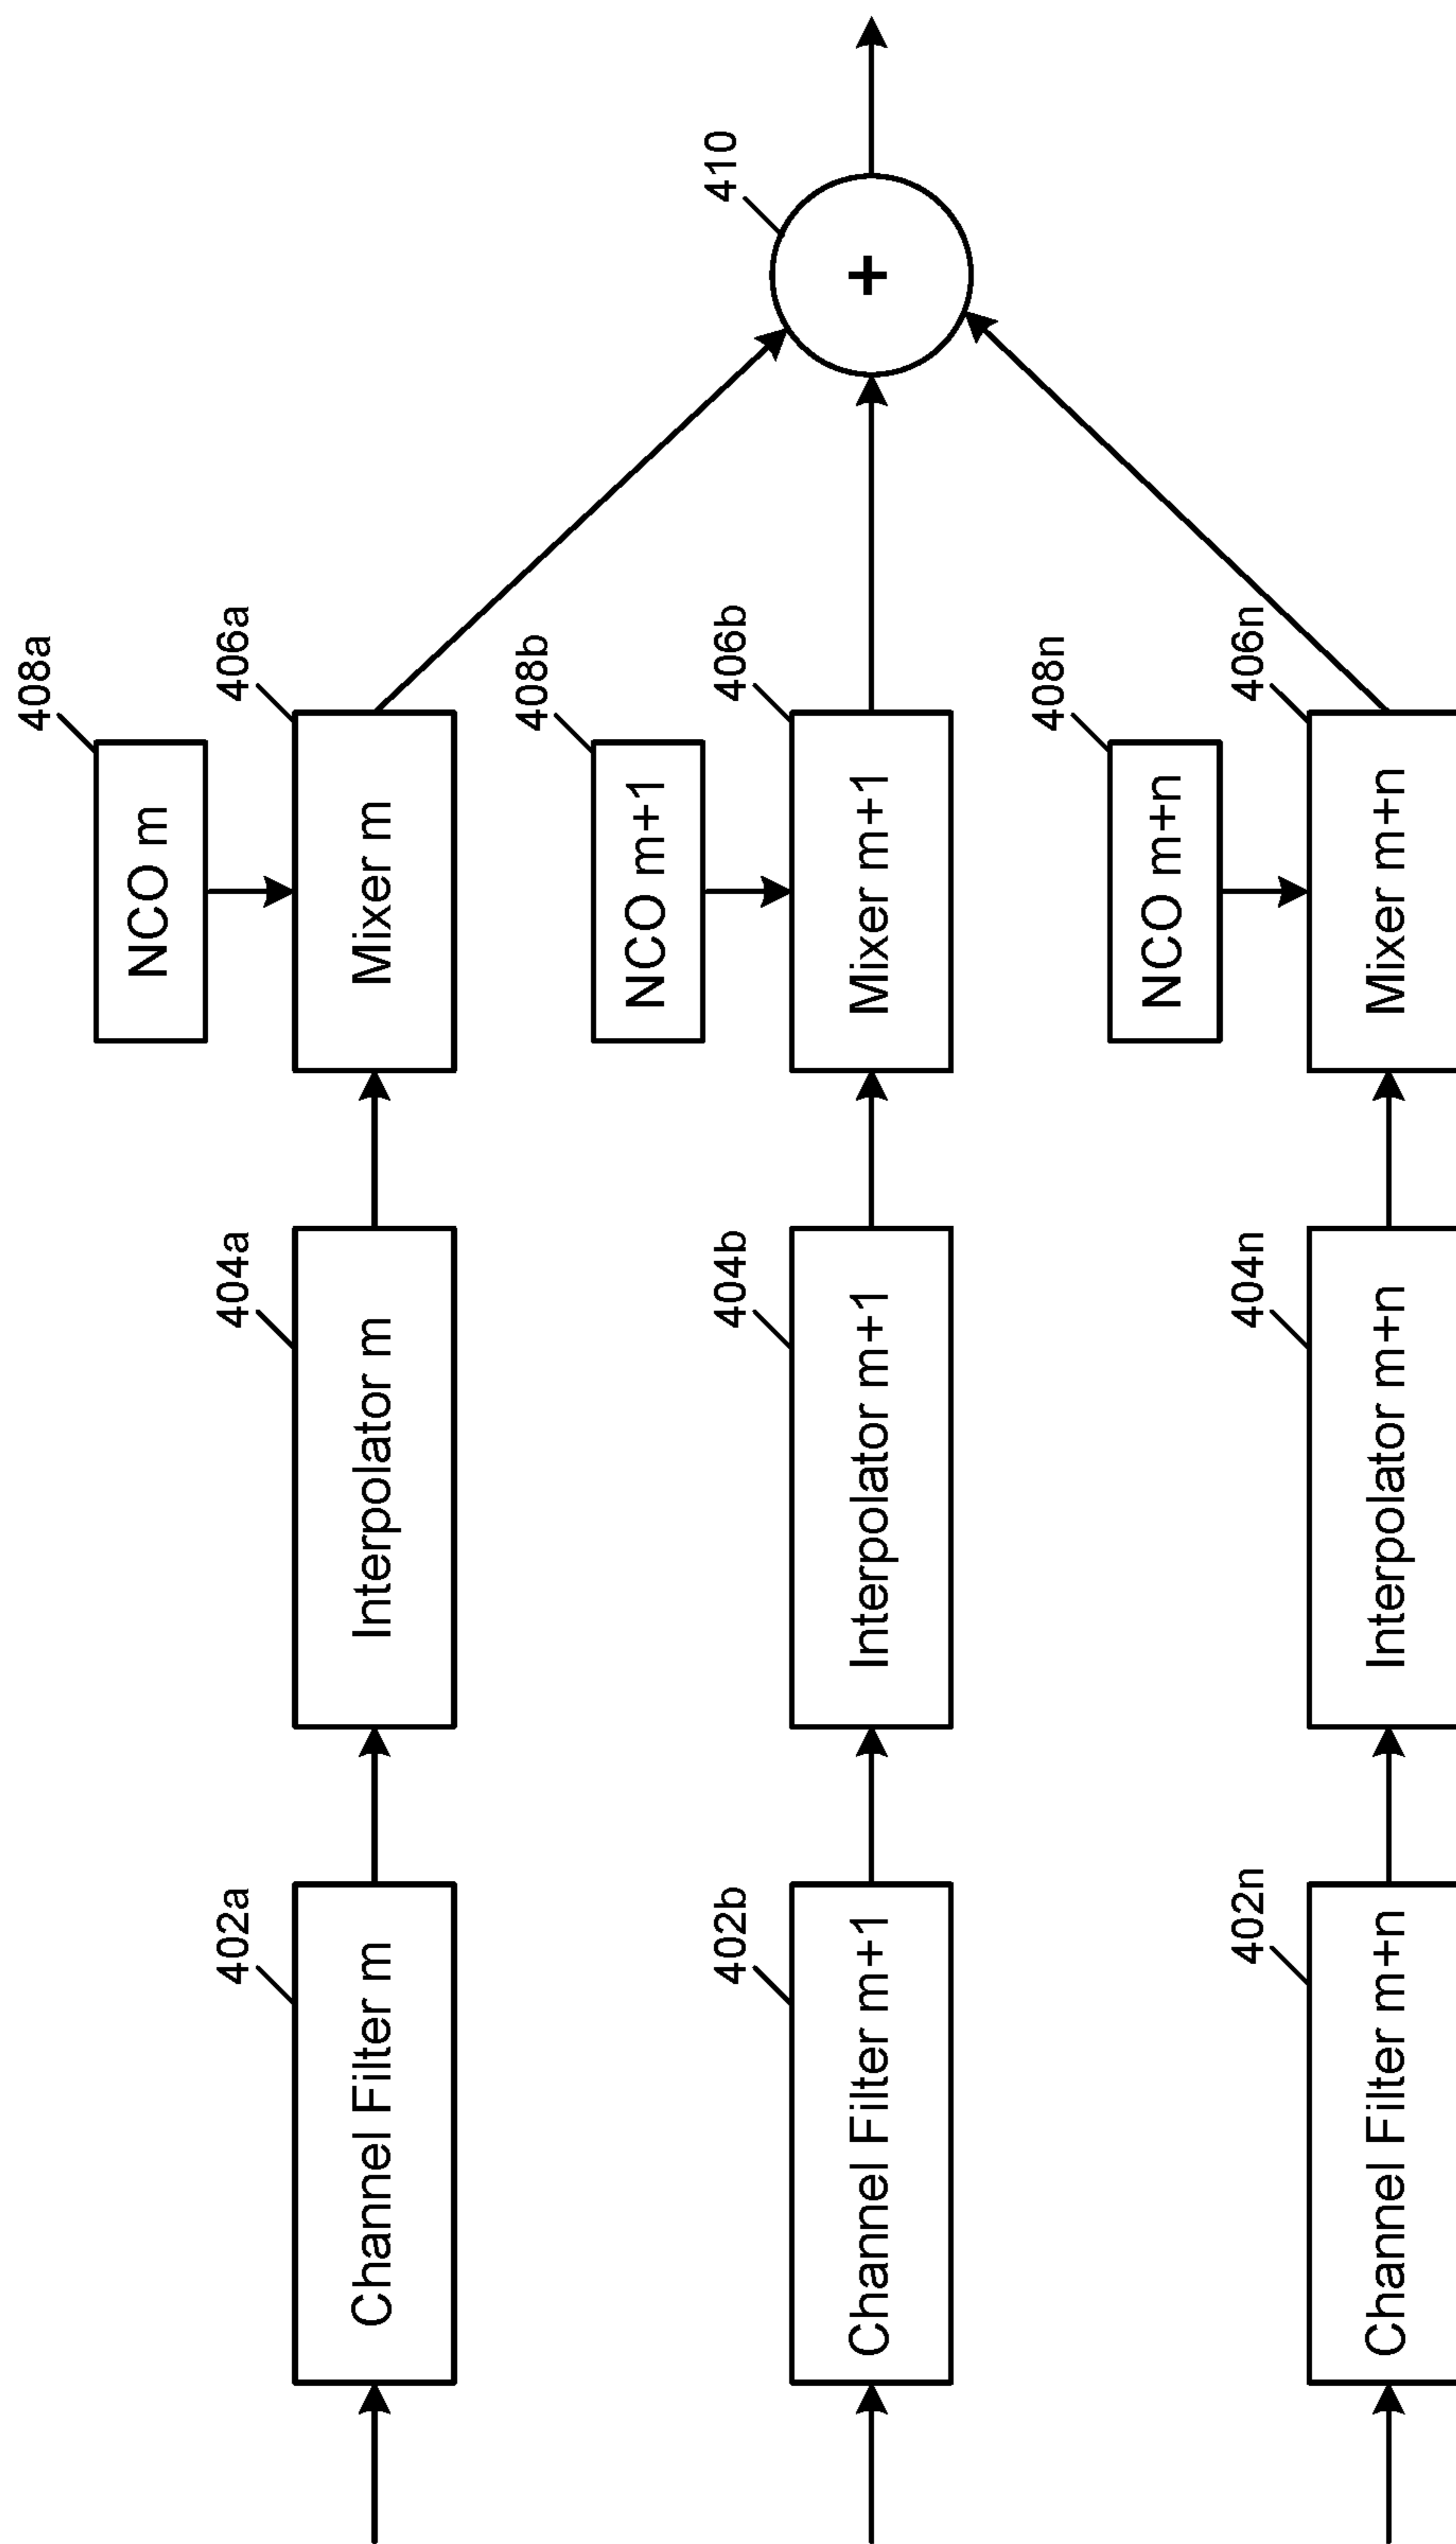 408a
NCO m
402a
Channel Filter m
404a
Interpolator m
406a
Mixer m
410
+
408b
NCO m+1
402b
Channel Filter m+1
404b
Interpolator m+1
406b
Mixer m+1
408n
NCO m+n
402n
Channel Filter m+n
404n
Interpolator m+n
406n
Mixer m+n